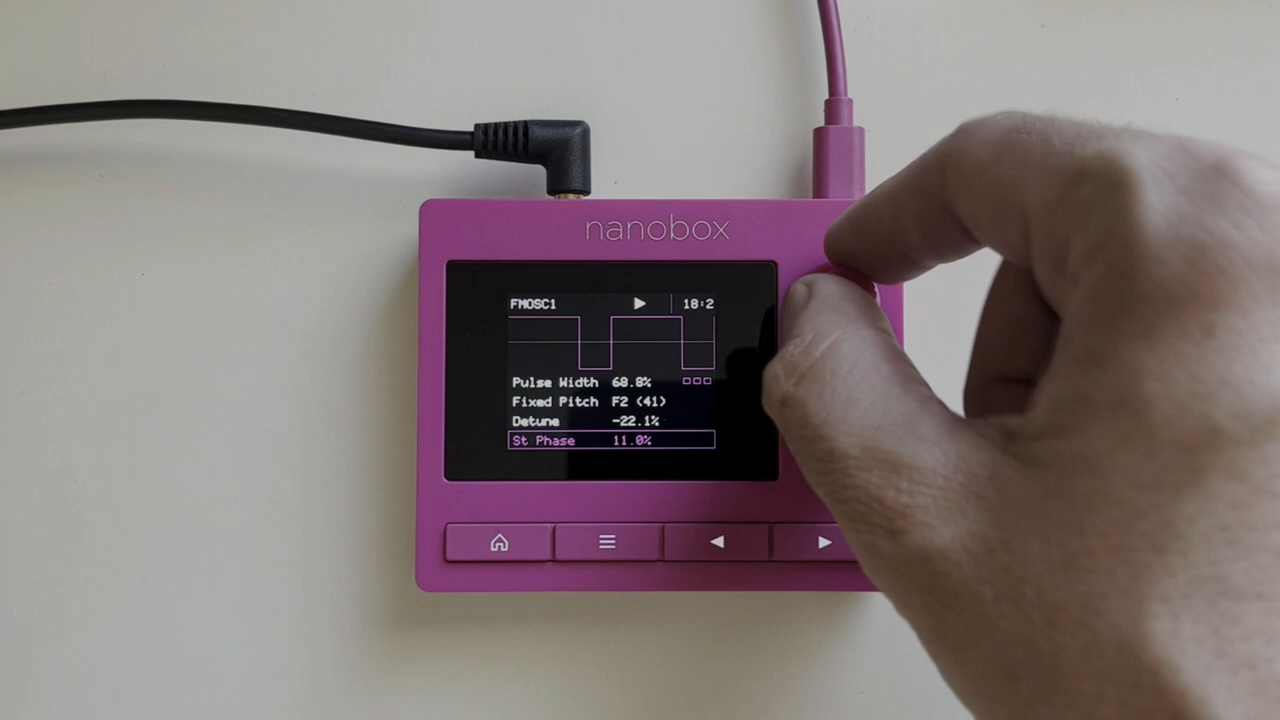 nanobox
FMOSC1 18:2
Pulse Width 68.8%
Fixed Pitch F2 (41)
Detune -22.1%
St Phase 11.0%